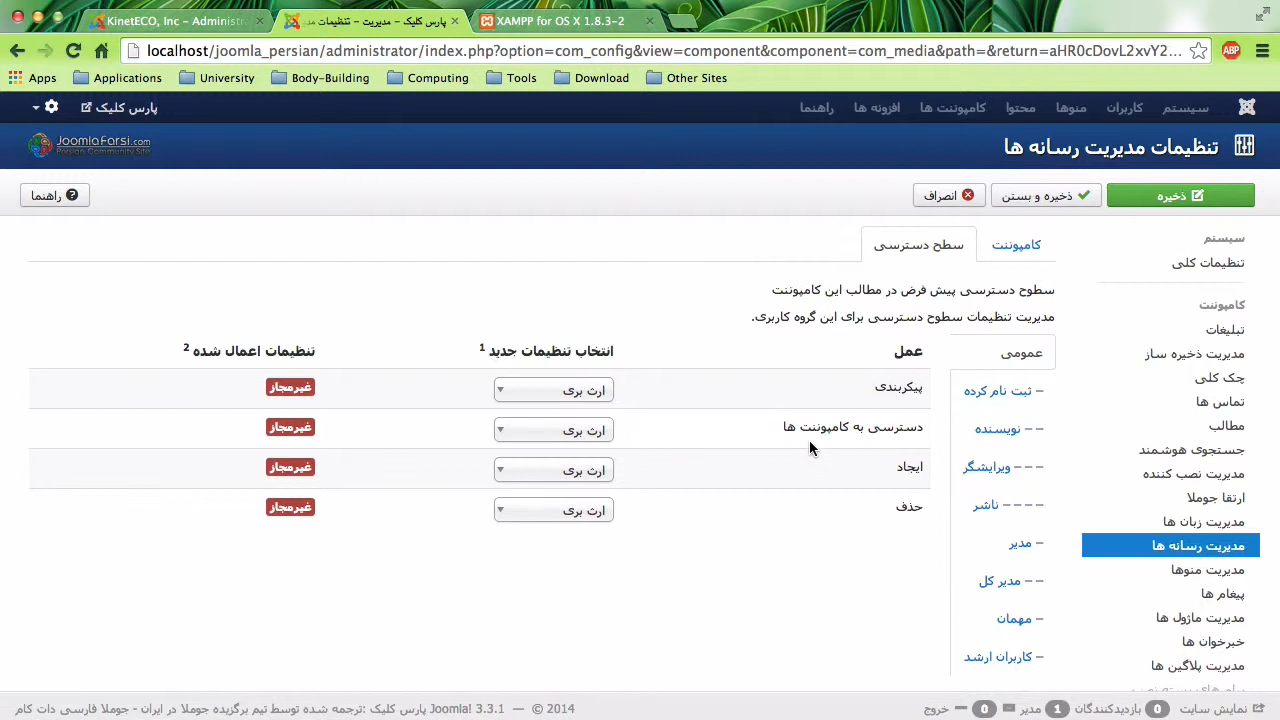 KinetECO, Inc - Administra
پارس کلیک - مدیریت - تنظیمات مد
XAMPP for OS X 1.8.3-2
localhost/joomla_persian/administrator/index.php?option=com_config&view=component&component=com_media&path=&return=aHR0cDovL2xvY2...
ABP
Apps Applications University Body-Building Computing Tools Download Other Sites
سیستم کاربران منوها محتوا کامپوننت ها افزونه ها راهنما پارس کلیک
تنظیمات مدیریت رسانه ها
JoomlaFarsi.com
Persian Community Site
ذخیره ذخیره و بستن انصراف راهنما
سیستم
تنظیمات کلی
کامپوننت
تبلیغات
مدیریت ذخیره ساز
چک کلی
تماس ها
مطالب
جستجوی هوشمند
مدیریت نصب کننده
ارتقا جوملا
مدیریت زبان ها
مدیریت رسانه ها
مدیریت منوها
پیغام ها
مدیریت ماژول ها
خبرخوان ها
مدیریت پلاگین ها
کامپوننت سطح دسترسی
سطوح دسترسی پیش فرض در مطالب این کامپوننت
مدیریت تنظیمات سطوح دسترسی برای این گروه کاربری.
عمومی
– ثبت نام کرده
– – نویسنده
– – – ویرایشگر
– – – – ناشر
– مدیر
– – مدیر کل
– مهمان
– کاربران ارشد
عمل انتخاب تنظیمات جدید 1 تنظیمات اعمال شده 2
پیکربندی ارث بری غیرمجاز
دسترسی به کامپوننت ها ارث بری غیرمجاز
ایجاد ارث بری غیرمجاز
حذف ارث بری غیرمجاز
نمایش سایت 0 بازدیدکنندگان 1 مدیر 0 خروج
پارس کلیک Joomla! 3.3.1 — © 2014 :ترجمه شده توسط تیم برگزیده جوملا در ایران - جوملا فارسی دات کام